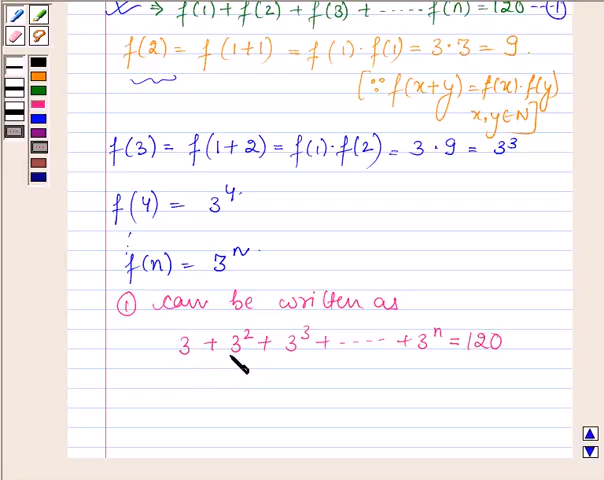 ⇒ f(1) + f(2) + f(3) + ..... f(n) = 120 --(1)
f(2) = f(1+1) = f(1)·f(1) = 3·3 = 9.
[∵ f(x+y) = f(x)·f(y)
x, y ∈ N]
f(3) = f(1+2) = f(1)·f(2) = 3·9 = 3³
f(4) = 3⁴.
⋮
f(n) = 3ⁿ.
① can be written as
3 + 3² + 3³ + ..... + 3ⁿ = 120